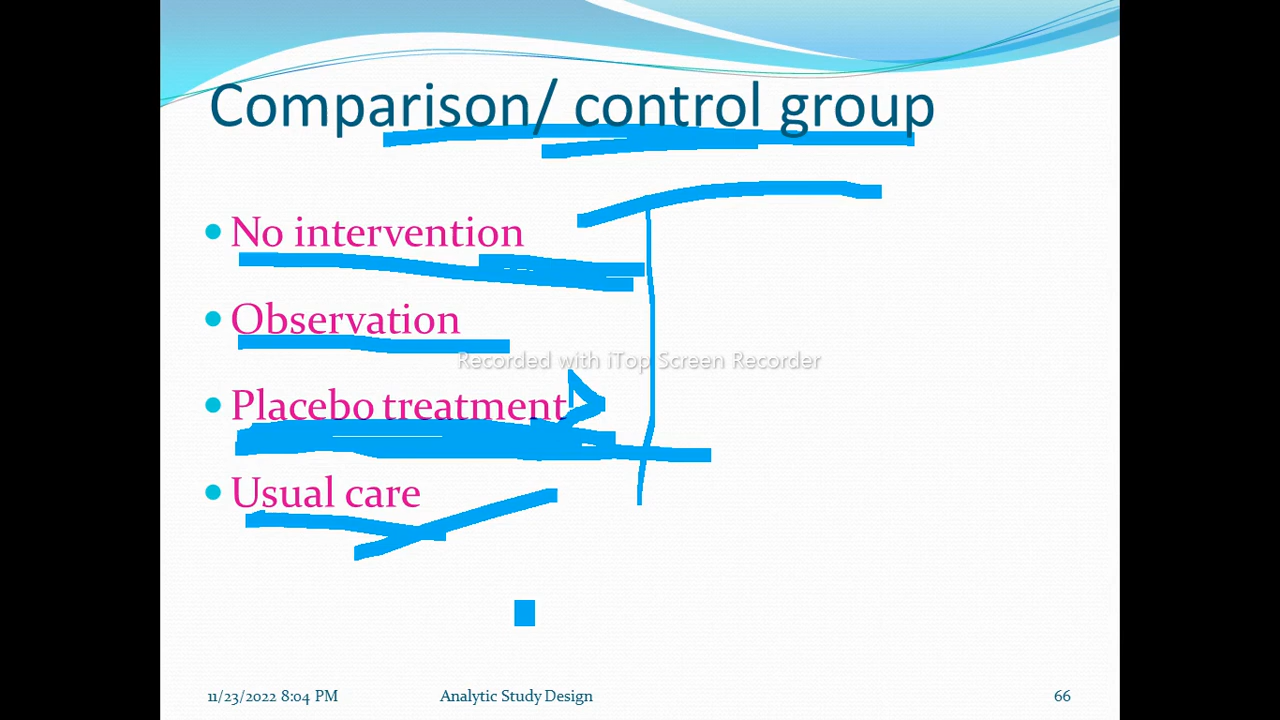 Comparison/ control group
• No intervention
• Observation
Recorded with iTop Screen Recorder
• Placebo treatment
• Usual care
11/23/2022 8:04 PM Analytic Study Design 66